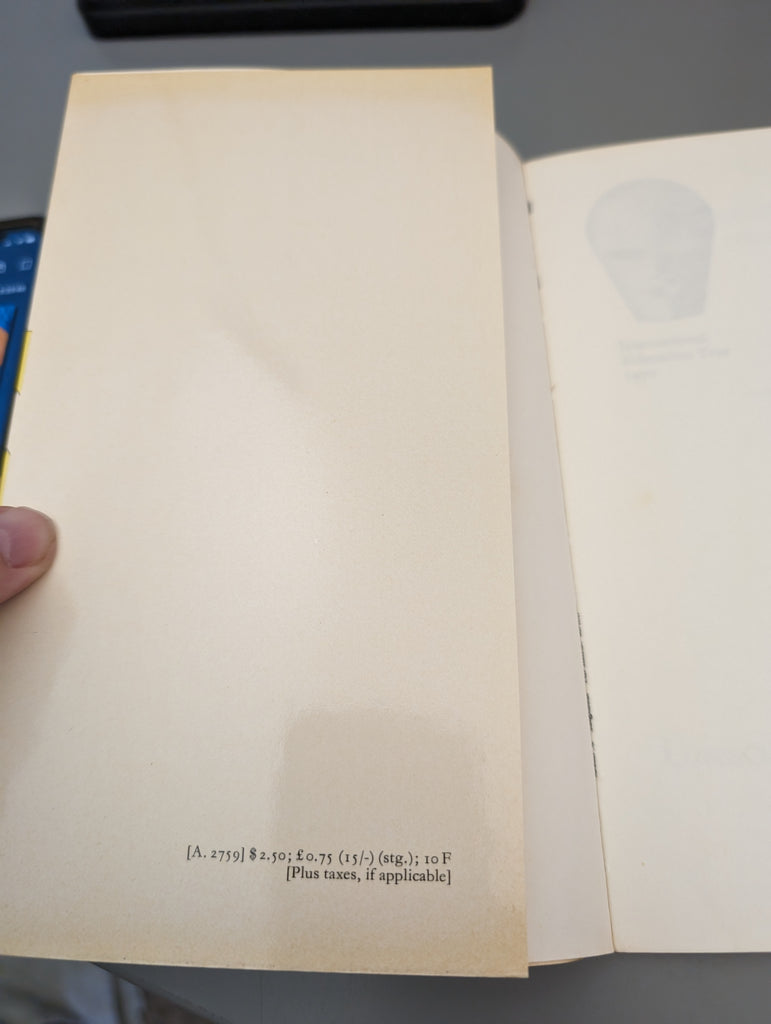 [A. 2759] $ 2.50; £0.75 (15/-) (stg.); 10 F
[Plus taxes, if applicable]